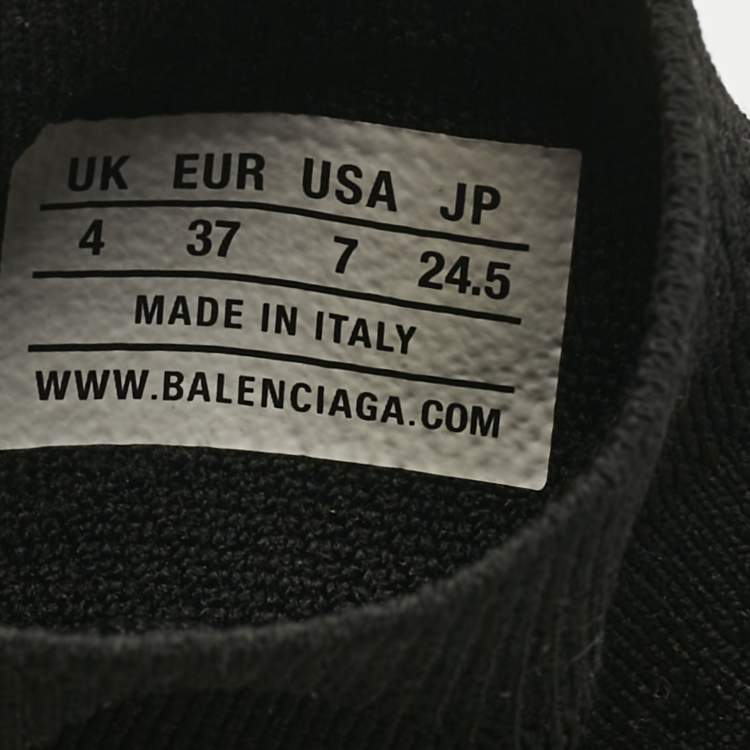 UK EUR USA JP
4 37 7 24.5
MADE IN ITALY
WWW.BALENCIAGA.COM